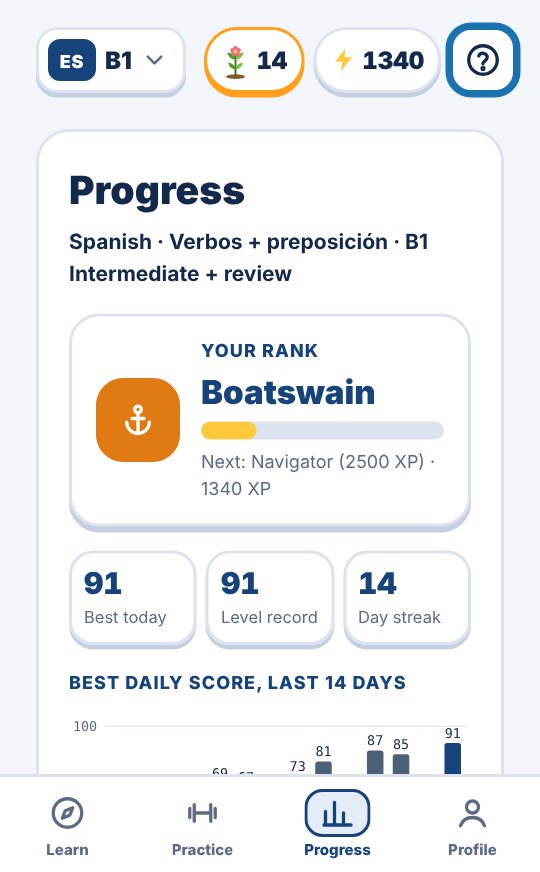 ES B1 14 1340
Progress
Spanish · Verbos + preposición · B1
Intermediate + review
YOUR RANK
Boatswain
Next: Navigator (2500 XP) ·
1340 XP
91 91 14
Best today Level record Day streak
BEST DAILY SCORE, LAST 14 DAYS
100
91
87 85
81
73
69
Learn Practice Progress Profile